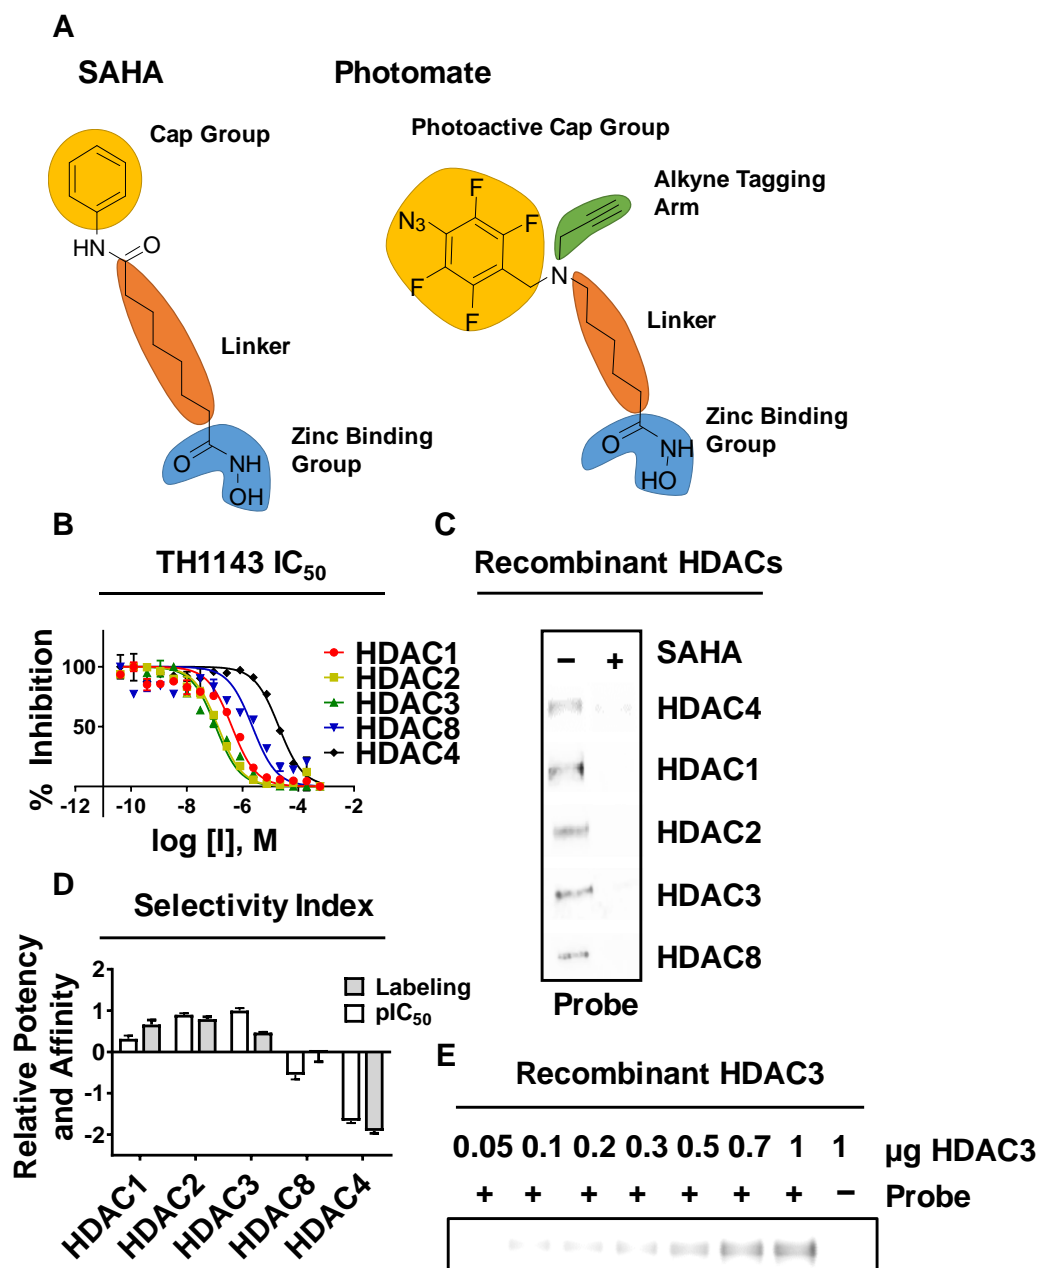 A
SAHA
Photomate
Cap Group
Photoactive Cap Group
Alkyne Tagging
Arm
F
N3
F
HN
O
N
F
F
Linker
Linker
Zinc Binding
Group
Zinc Binding
Group
O
NH
OH
O
NH
HO
B
TH1143 IC50
% Inhibition
100
50
-12 -10 -8 -6 -4 -2
log [I], M
HDAC1
HDAC2
HDAC3
HDAC8
HDAC4
C
Recombinant HDACs
− + SAHA
HDAC4
HDAC1
HDAC2
HDAC3
HDAC8
Probe
D
Selectivity Index
Relative Potency
and Affinity
2
1
0
-1
-2
Labeling
pIC50
HDAC1
HDAC2
HDAC3
HDAC8
HDAC4
E
Recombinant HDAC3
0.05 0.1 0.2 0.3 0.5 0.7 1 1 µg HDAC3
+ + + + + + + − Probe